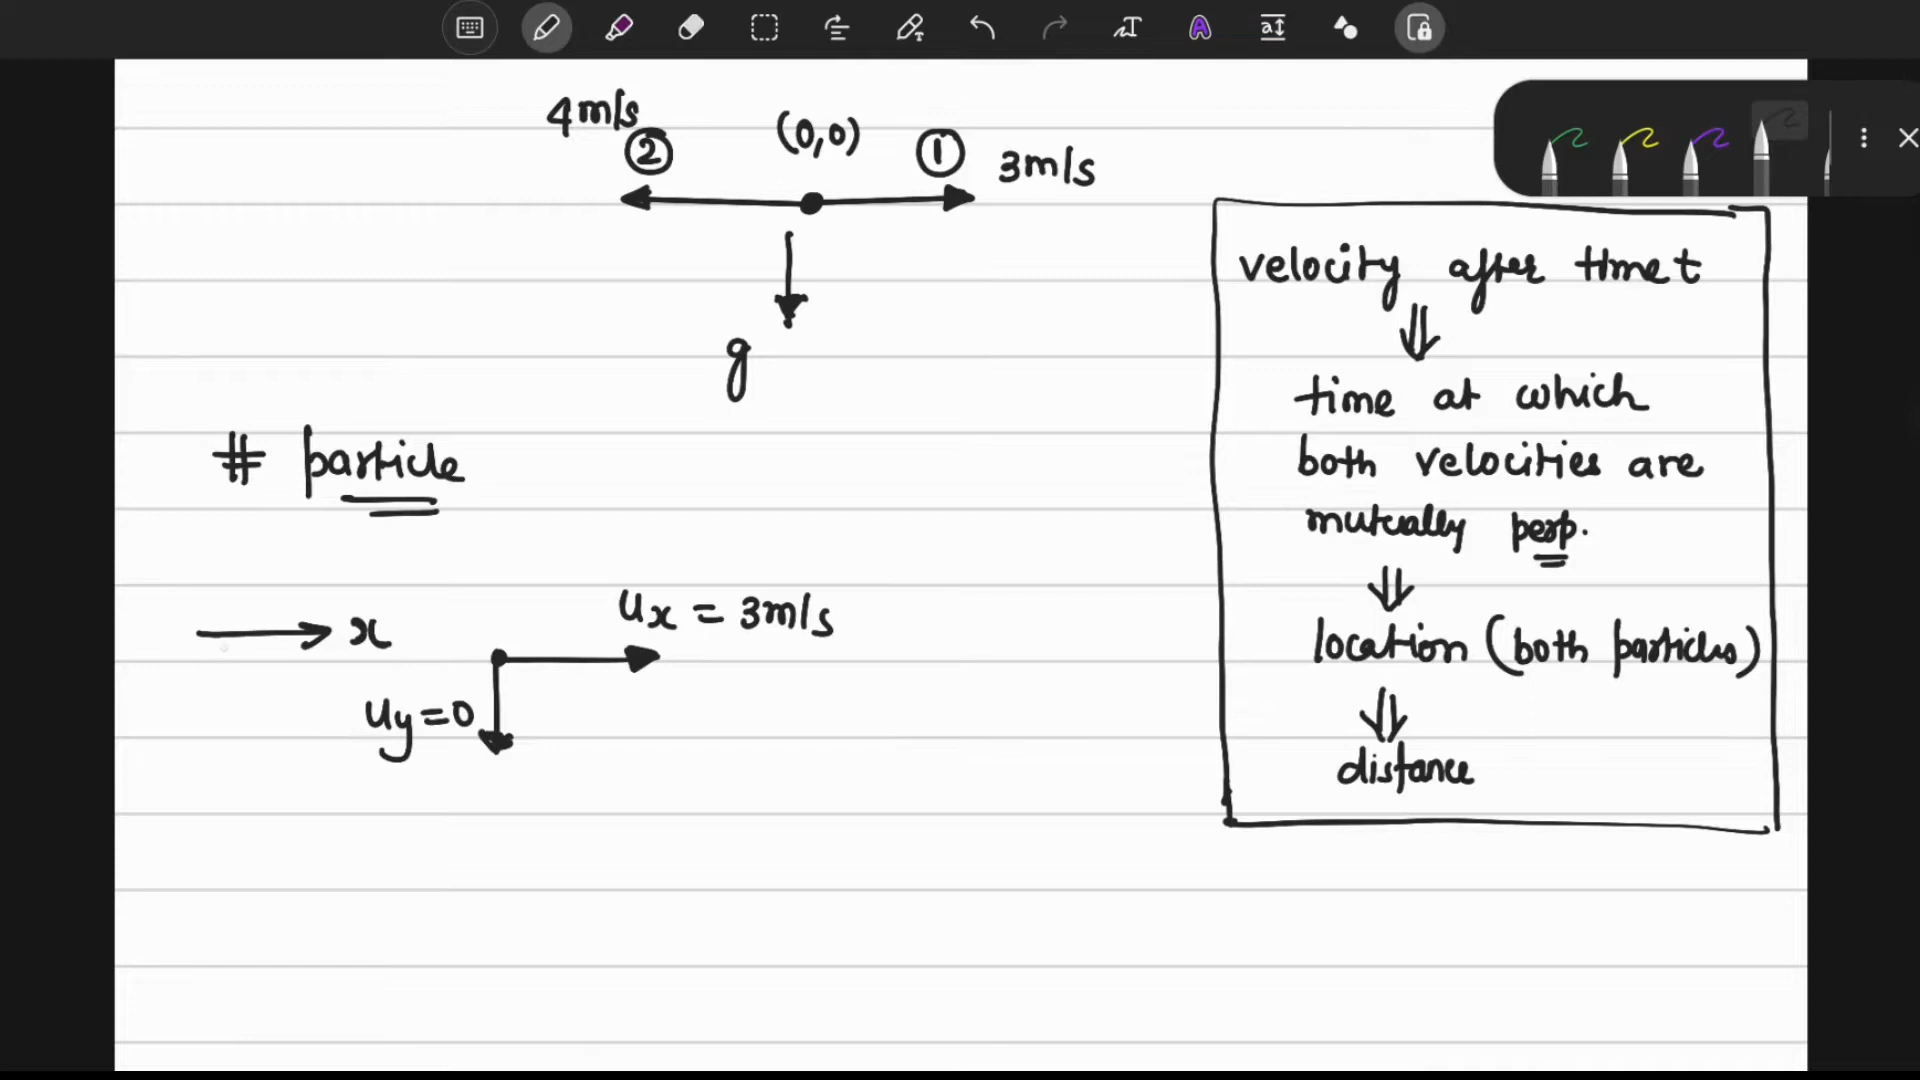 4m/s
② (0,0) ①
3m/s
g
# particle
x
ux = 3m/s
uy=0
velocity after time t
⇓
time at which
both velocities are
mutually perp.
⇓
location (both particles)
⇓
distance